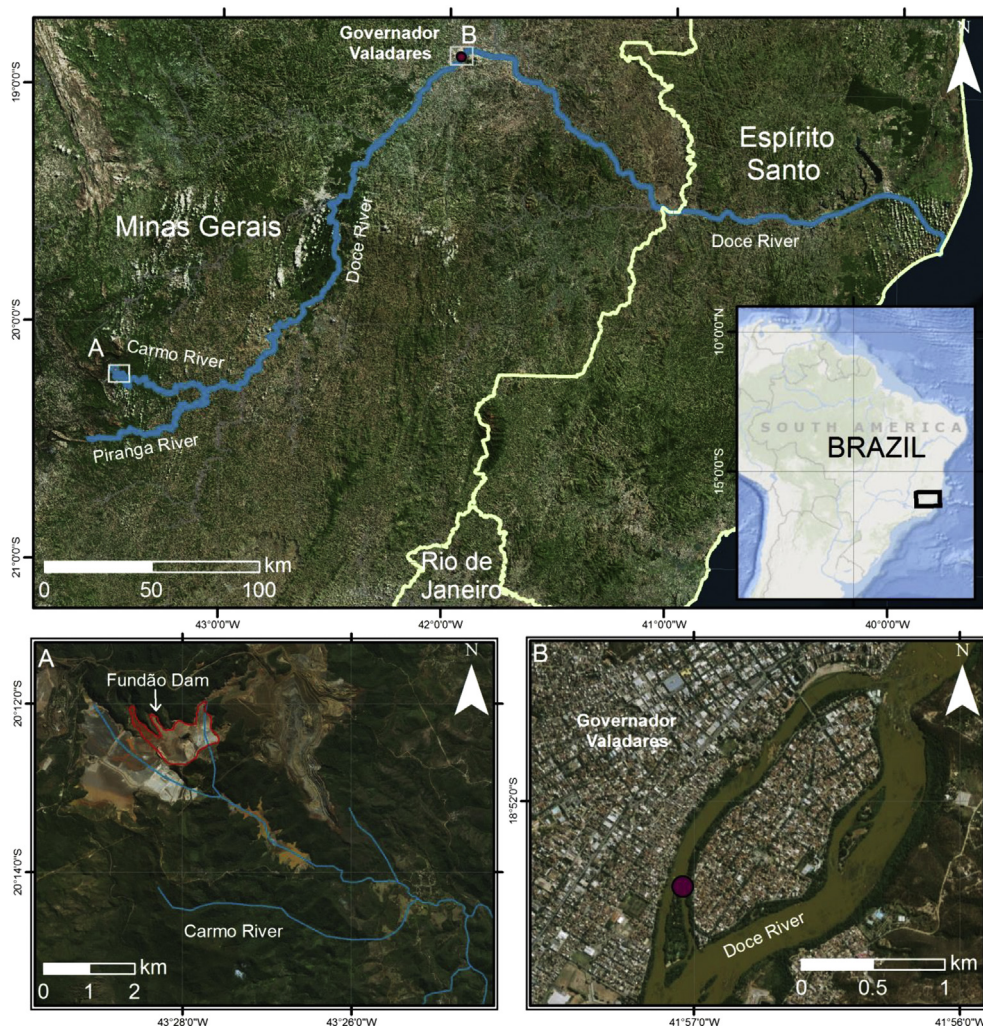 Governador
Valadares
B
N
19°0'0"S
Espírito
Santo
Minas Gerais
Doce River
Doce River
20°0'0"S
A
Carmo River
Piranga River
10°0'0"N
SOUTH AMERICA
BRAZIL
15°0'0"S
21°0'0"S
km
0 50 100
Rio de
Janeiro
43°0'0"W 42°0'0"W 41°0'0"W 40°0'0"W
A
N
Fundão Dam
20°12'0"S
20°14'0"S
Carmo River
km
0 1 2
43°28'0"W 43°26'0"W
B
N
Governador
Valadares
18°52'0"S
Doce River
km
0 0.5 1
41°57'0"W 41°56'0"W